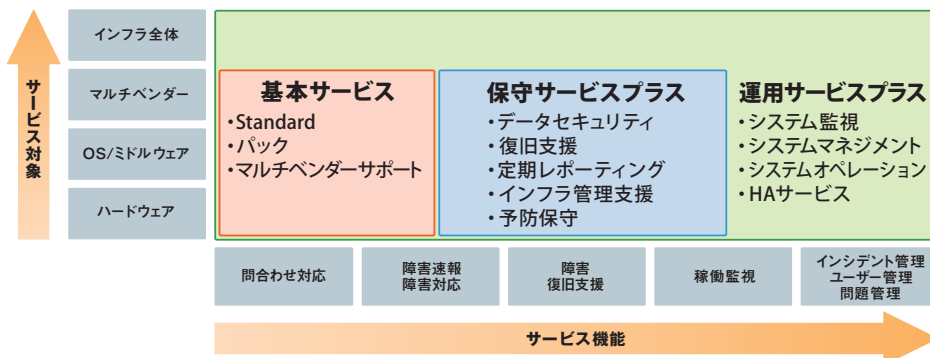 サービス対象
インフラ全体
マルチベンダー
OS/ミドルウェア
ハードウェア
基本サービス
・Standard
・パック
・マルチベンダーサポート
保守サービスプラス
・データセキュリティ
・復旧支援
・定期レポーティング
・インフラ管理支援
・予防保守
運用サービスプラス
・システム監視
・システムマネジメント
・システムオペレーション
・HAサービス
問合わせ対応
障害速報
障害対応
障害
復旧支援
稼働監視
インシデント管理
ユーザー管理
問題管理
サービス機能